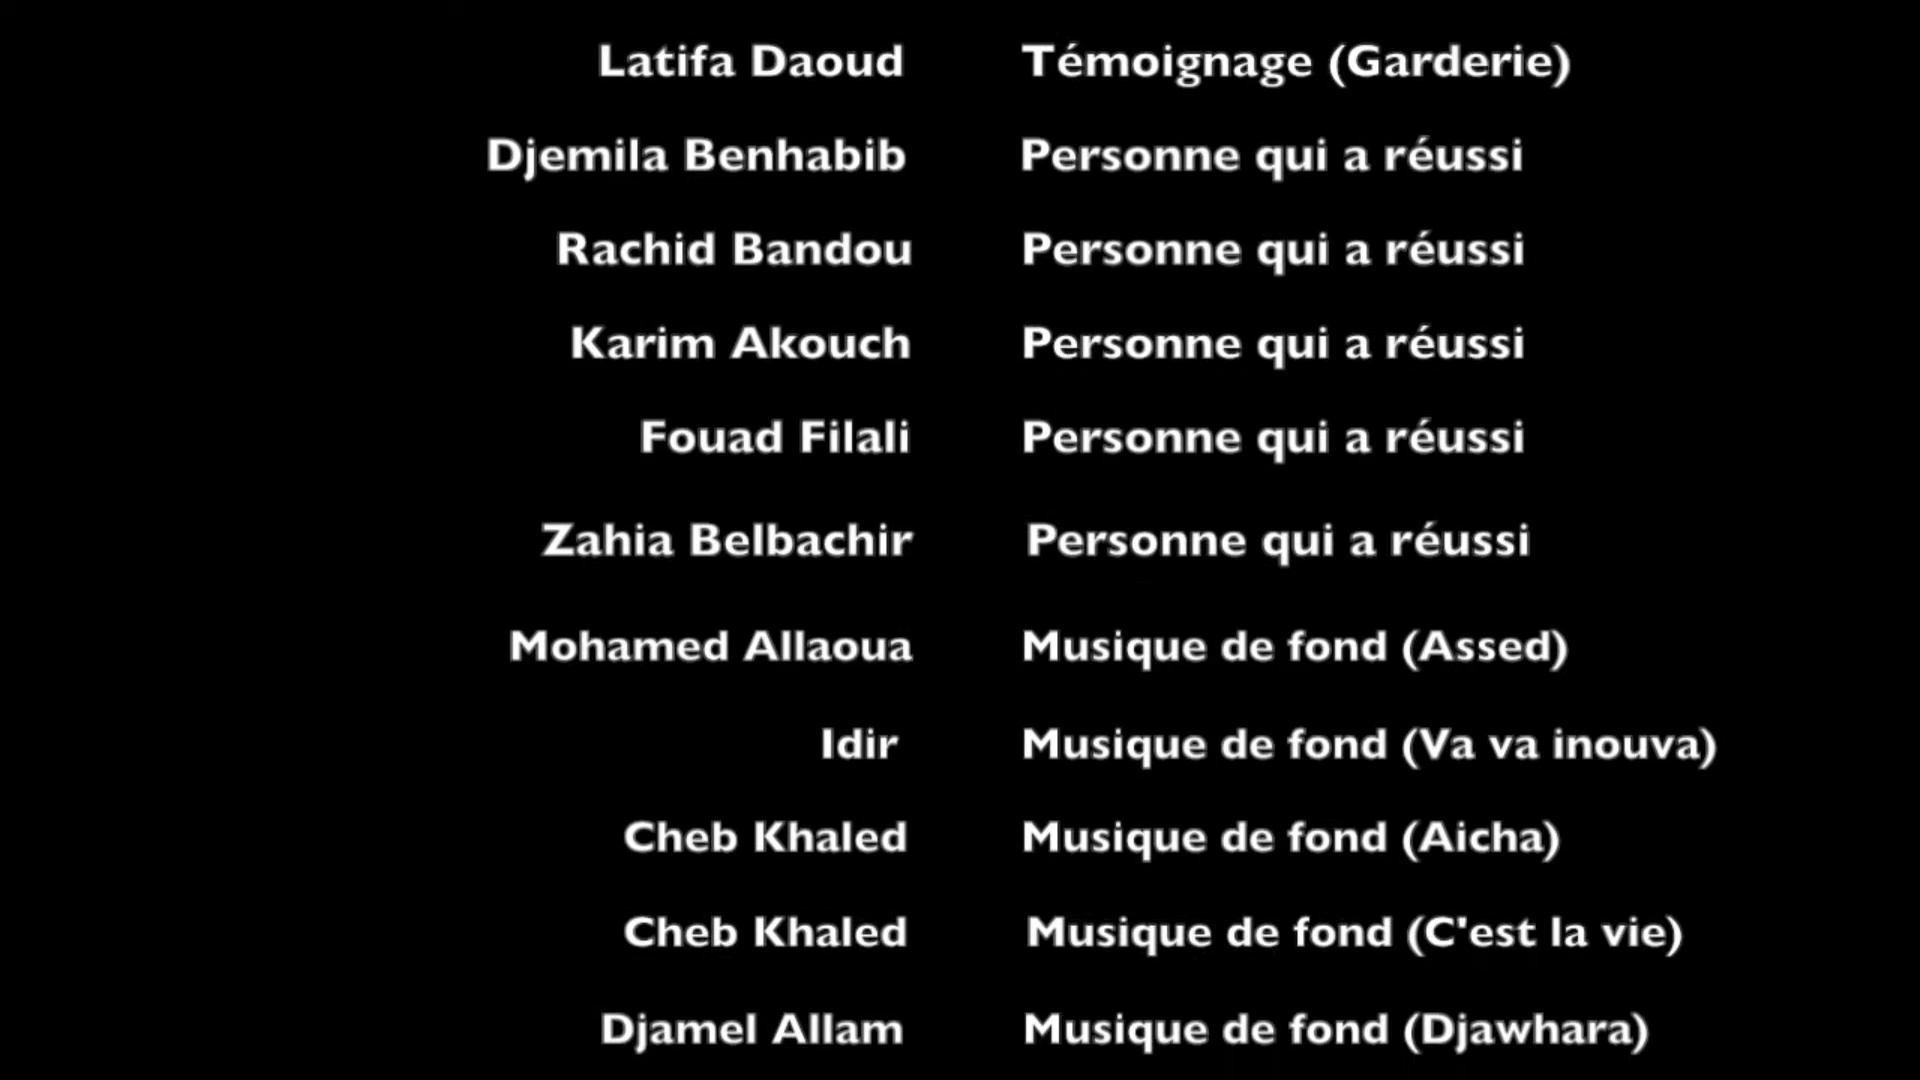 Latifa Daoud Témoignage (Garderie)
Djemila Benhabib Personne qui a réussi
Rachid Bandou Personne qui a réussi
Karim Akouch Personne qui a réussi
Fouad Filali Personne qui a réussi
Zahia Belbachir Personne qui a réussi
Mohamed Allaoua Musique de fond (Assed)
Idir Musique de fond (Va va inouva)
Cheb Khaled Musique de fond (Aicha)
Cheb Khaled Musique de fond (C'est la vie)
Djamel Allam Musique de fond (Djawhara)